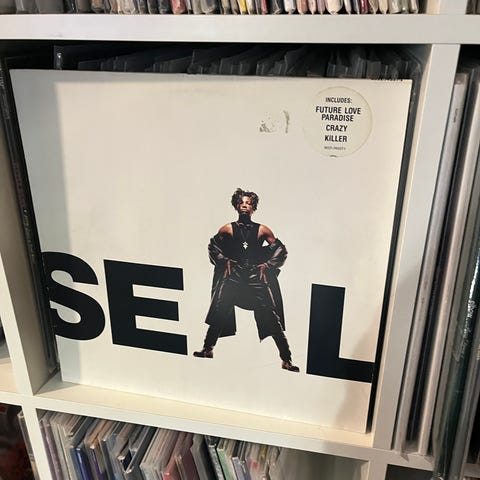 INCLUDES:
FUTURE LOVE
PARADISE
CRAZY
KILLER
SEAL